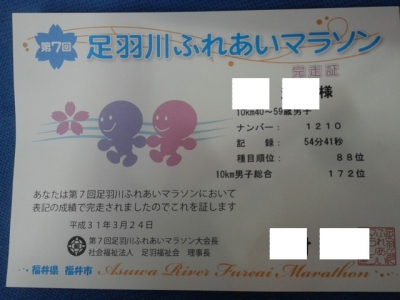 第7回
足羽川ふれあいマラソン
完走証
様
10km40～59歳男子
ナンバー： 1210
記　録： 54分41秒
種目順位： 88位
10km男子総合 172位
あなたは第7回足羽川ふれあいマラソンにおいて
表記の成績で完走されましたのでこれを証します
平成31年3月24日
第7回足羽川ふれあいマラソン大会長
社会福祉法人 足羽福祉会 理事長
福井県 福井市 Asuwa River Fureai Marathon